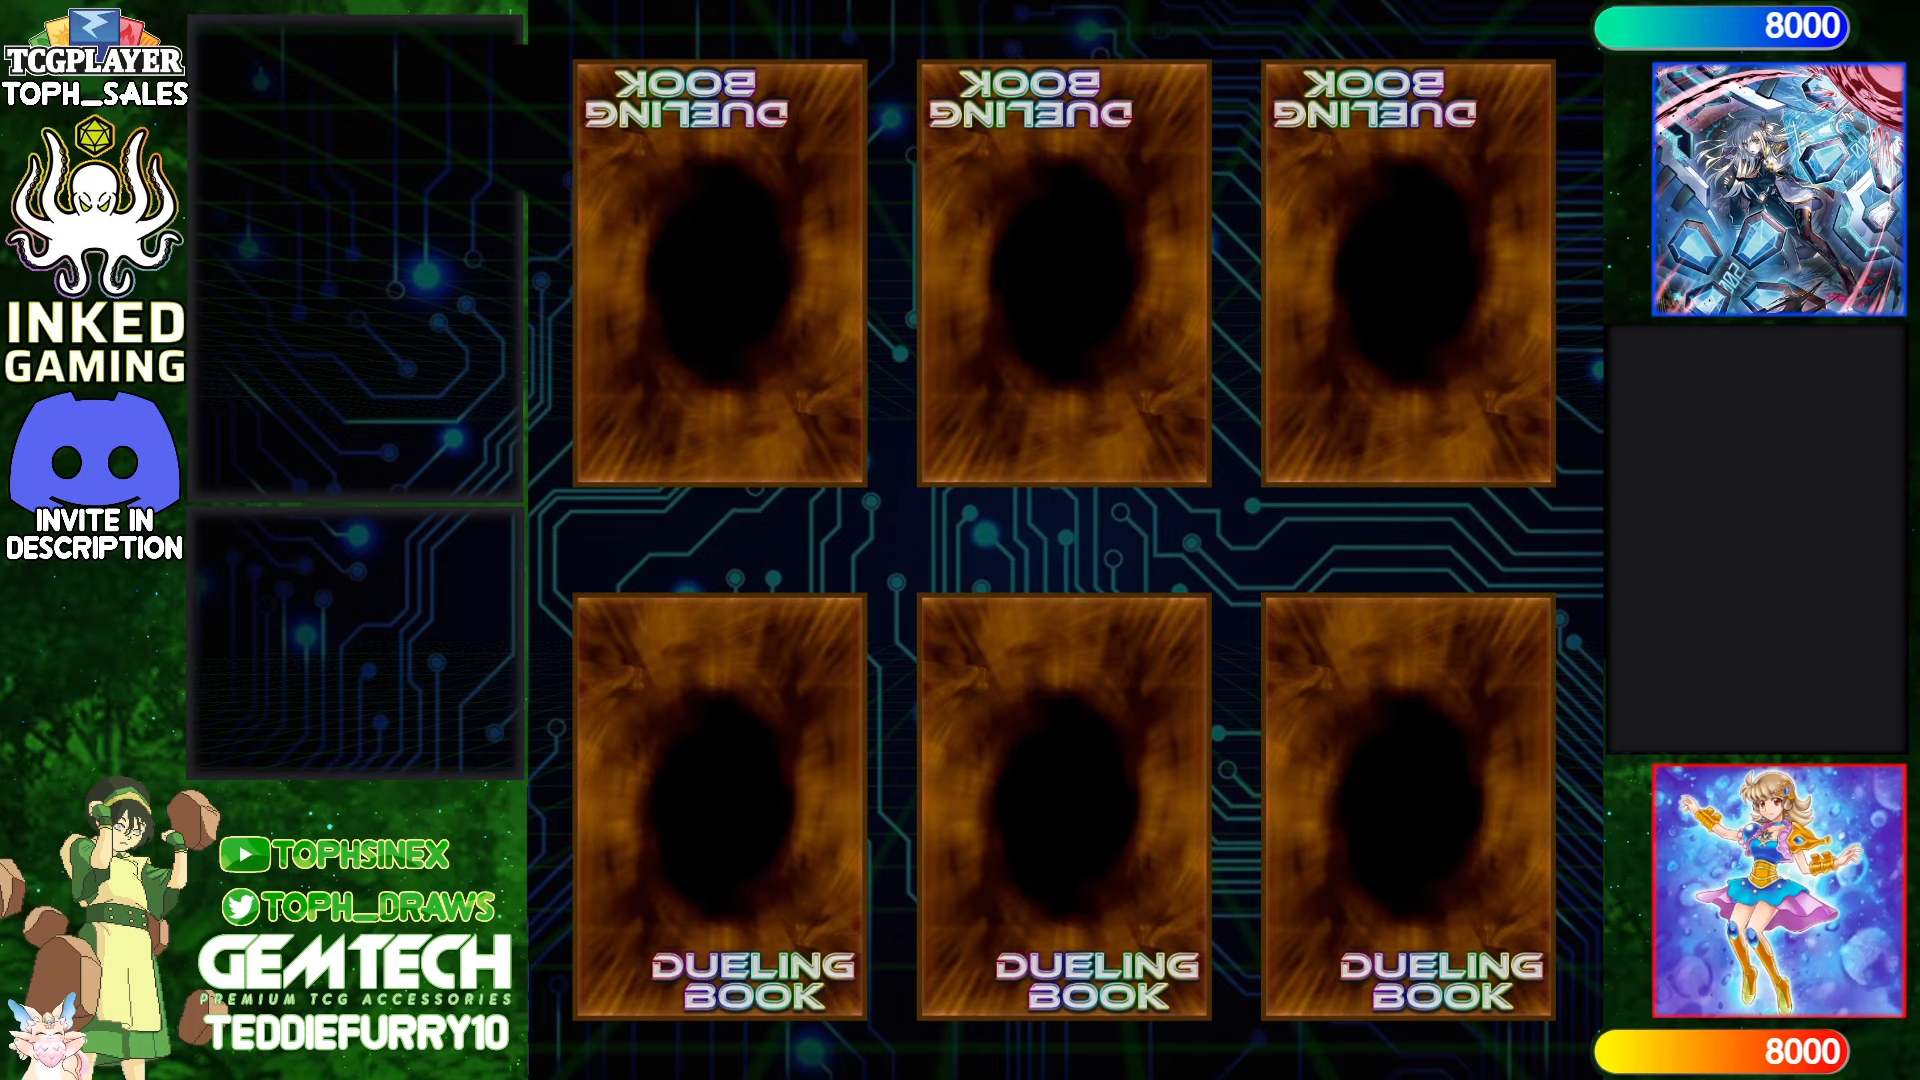 TCGPLAYER
TOPH_SALES
INKED
GAMING
INVITE IN
DESCRIPTION
TOPHSINEX
TOPH_DRAWS
GEMTECH
PREMIUM TCG ACCESSORIES
TEDDIEFURRY10
DUELING
BOOK
DUELING
BOOK
DUELING
BOOK
DUELING
BOOK
DUELING
BOOK
DUELING
BOOK
8000
8000